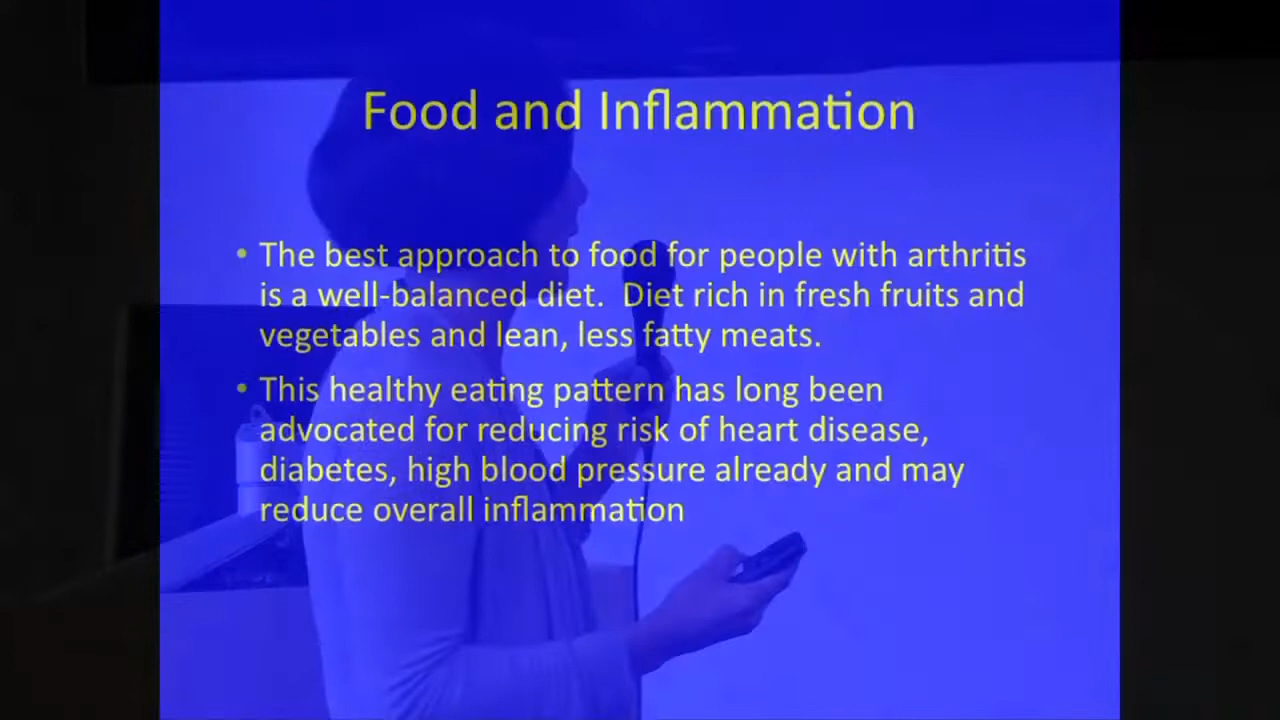 Food and Inflammation
• The best approach to food for people with arthritis
is a well-balanced diet.  Diet rich in fresh fruits and
vegetables and lean, less fatty meats.
• This healthy eating pattern has long been
advocated for reducing risk of heart disease,
diabetes, high blood pressure already and may
reduce overall inflammation